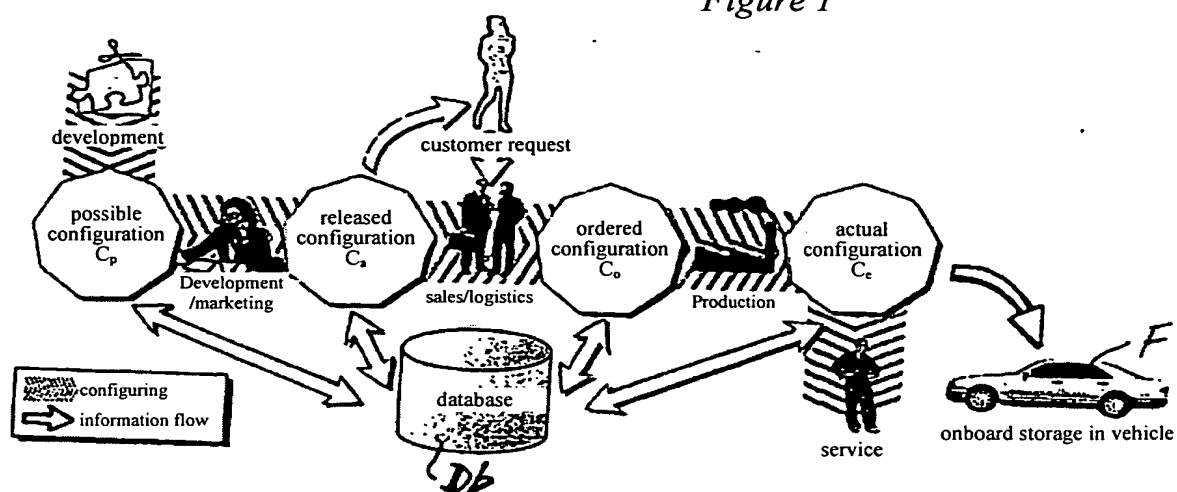 Figure 1
development
customer request
possible
configuration
Cp
released
configuration
Ca
ordered
configuration
Co
actual
configuration
Ce
Development
/marketing
sales/logistics
Production
configuring
information flow
database
Db
service
F
onboard storage in vehicle